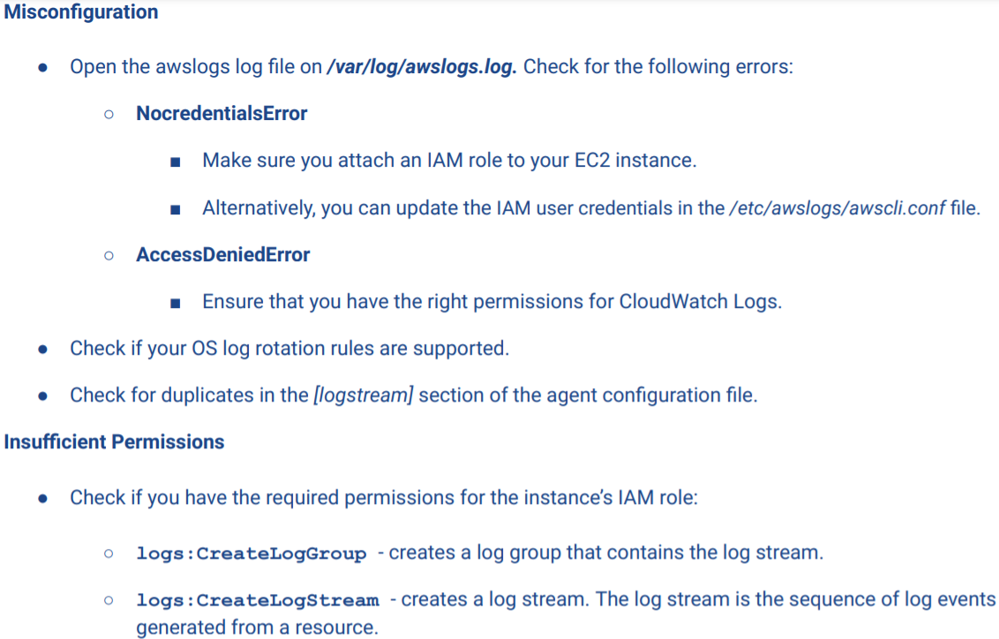 Misconfiguration
● Open the awslogs log file on /var/log/awslogs.log. Check for the following errors:
○ NocredentialsError
■ Make sure you attach an IAM role to your EC2 instance.
■ Alternatively, you can update the IAM user credentials in the /etc/awslogs/awscli.conf file.
○ AccessDeniedError
■ Ensure that you have the right permissions for CloudWatch Logs.
● Check if your OS log rotation rules are supported.
● Check for duplicates in the [logstream] section of the agent configuration file.
Insufficient Permissions
● Check if you have the required permissions for the instance’s IAM role:
○ logs:CreateLogGroup - creates a log group that contains the log stream.
○ logs:CreateLogStream - creates a log stream. The log stream is the sequence of log events
generated from a resource.